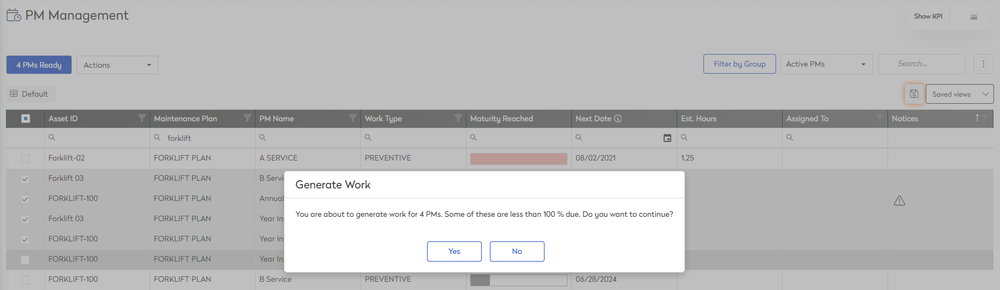 PM Management
Show KPI
4 PMs Ready Actions Filter by Group Active PMs Search...
Default Saved views
Asset ID Maintenance Plan PM Name Work Type Maturity Reached Next Date Est. Hours Assigned To Notices
forklift
Forklift-02 FORKLIFT PLAN A SERVICE PREVENTIVE 08/02/2021 1.25
Forklift 03 FORKLIFT PLAN B Servi
FORKLIFT-100 FORKLIFT PLAN Annua
Forklift 03 FORKLIFT PLAN Year In
FORKLIFT-100 FORKLIFT PLAN Year In
FORKLIFT-100 FORKLIFT PLAN Year In
FORKLIFT-100 FORKLIFT PLAN B Service PREVENTIVE 06/28/2024
Generate Work
You are about to generate work for 4 PMs. Some of these are less than 100 % due. Do you want to continue?
Yes No